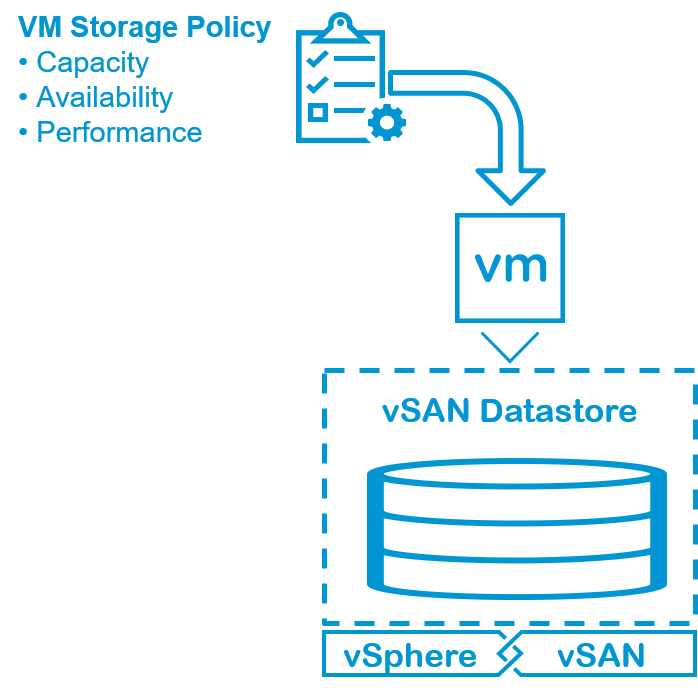 VM Storage Policy
• Capacity
• Availability
• Performance
vm
vSAN Datastore
vSphere
vSAN